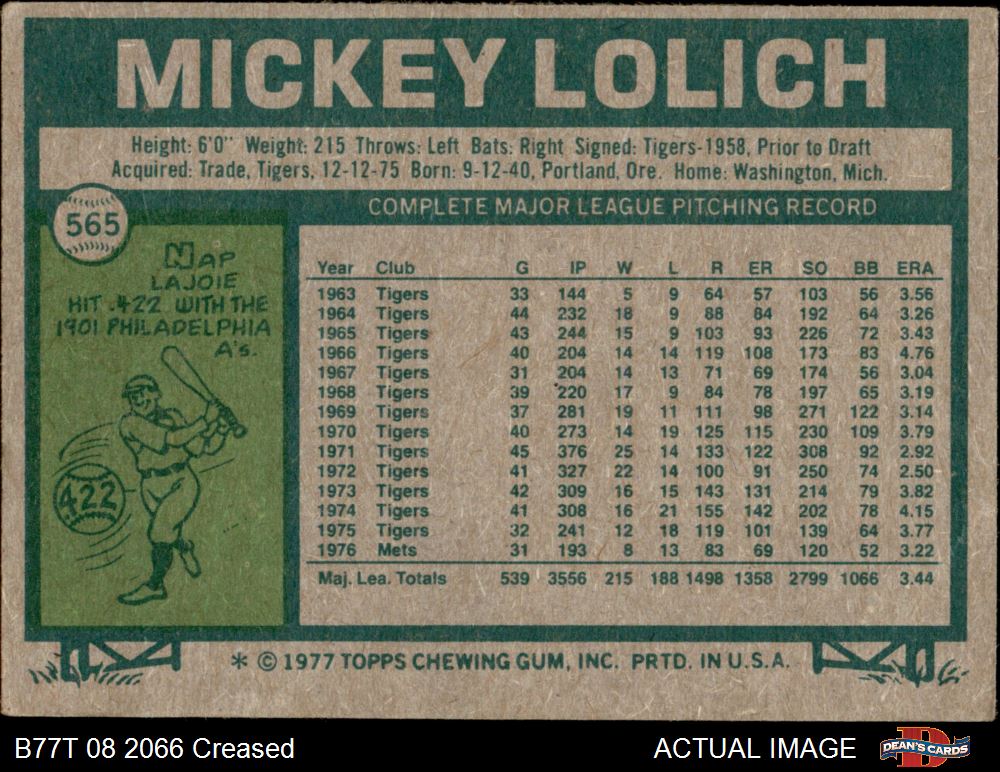 MICKEY LOLICH
Height: 6'0" Weight: 215 Throws: Left Bats: Right Signed: Tigers-1958, Prior to Draft
Acquired: Trade, Tigers, 12-12-75 Born: 9-12-40, Portland, Ore. Home: Washington, Mich.
565
COMPLETE MAJOR LEAGUE PITCHING RECORD
NAP
LAJOIE
HIT .422 WITH THE
1901 PHILADELPHIA
A's.
422
Year Club G IP W L R ER SO BB ERA
1963 Tigers 33 144 5 9 64 57 103 56 3.56
1964 Tigers 44 232 18 9 88 84 192 64 3.26
1965 Tigers 43 244 15 9 103 93 226 72 3.43
1966 Tigers 40 204 14 14 119 108 173 83 4.76
1967 Tigers 31 204 14 13 71 69 174 56 3.04
1968 Tigers 39 220 17 9 84 78 197 65 3.19
1969 Tigers 37 281 19 11 111 98 271 122 3.14
1970 Tigers 40 273 14 19 125 115 230 109 3.79
1971 Tigers 45 376 25 14 133 122 308 92 2.92
1972 Tigers 41 327 22 14 100 91 250 74 2.50
1973 Tigers 42 309 16 15 143 131 214 79 3.82
1974 Tigers 41 308 16 21 155 142 202 78 4.15
1975 Tigers 32 241 12 18 119 101 139 64 3.77
1976 Mets 31 193 8 13 83 69 120 52 3.22
Maj. Lea. Totals 539 3556 215 188 1498 1358 2799 1066 3.44
* © 1977 TOPPS CHEWING GUM, INC. PRTD. IN U.S.A.
B77T 08 2066 Creased
ACTUAL IMAGE
D
DEAN'S CARDS